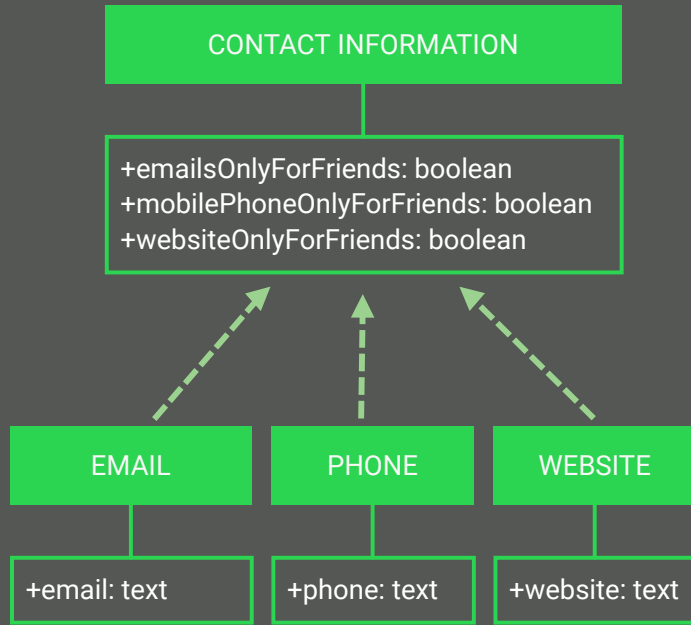 CONTACT INFORMATION
+emailsOnlyForFriends: boolean
+mobilePhoneOnlyForFriends: boolean
+websiteOnlyForFriends: boolean
EMAIL
PHONE
WEBSITE
+email: text
+phone: text
+website: text